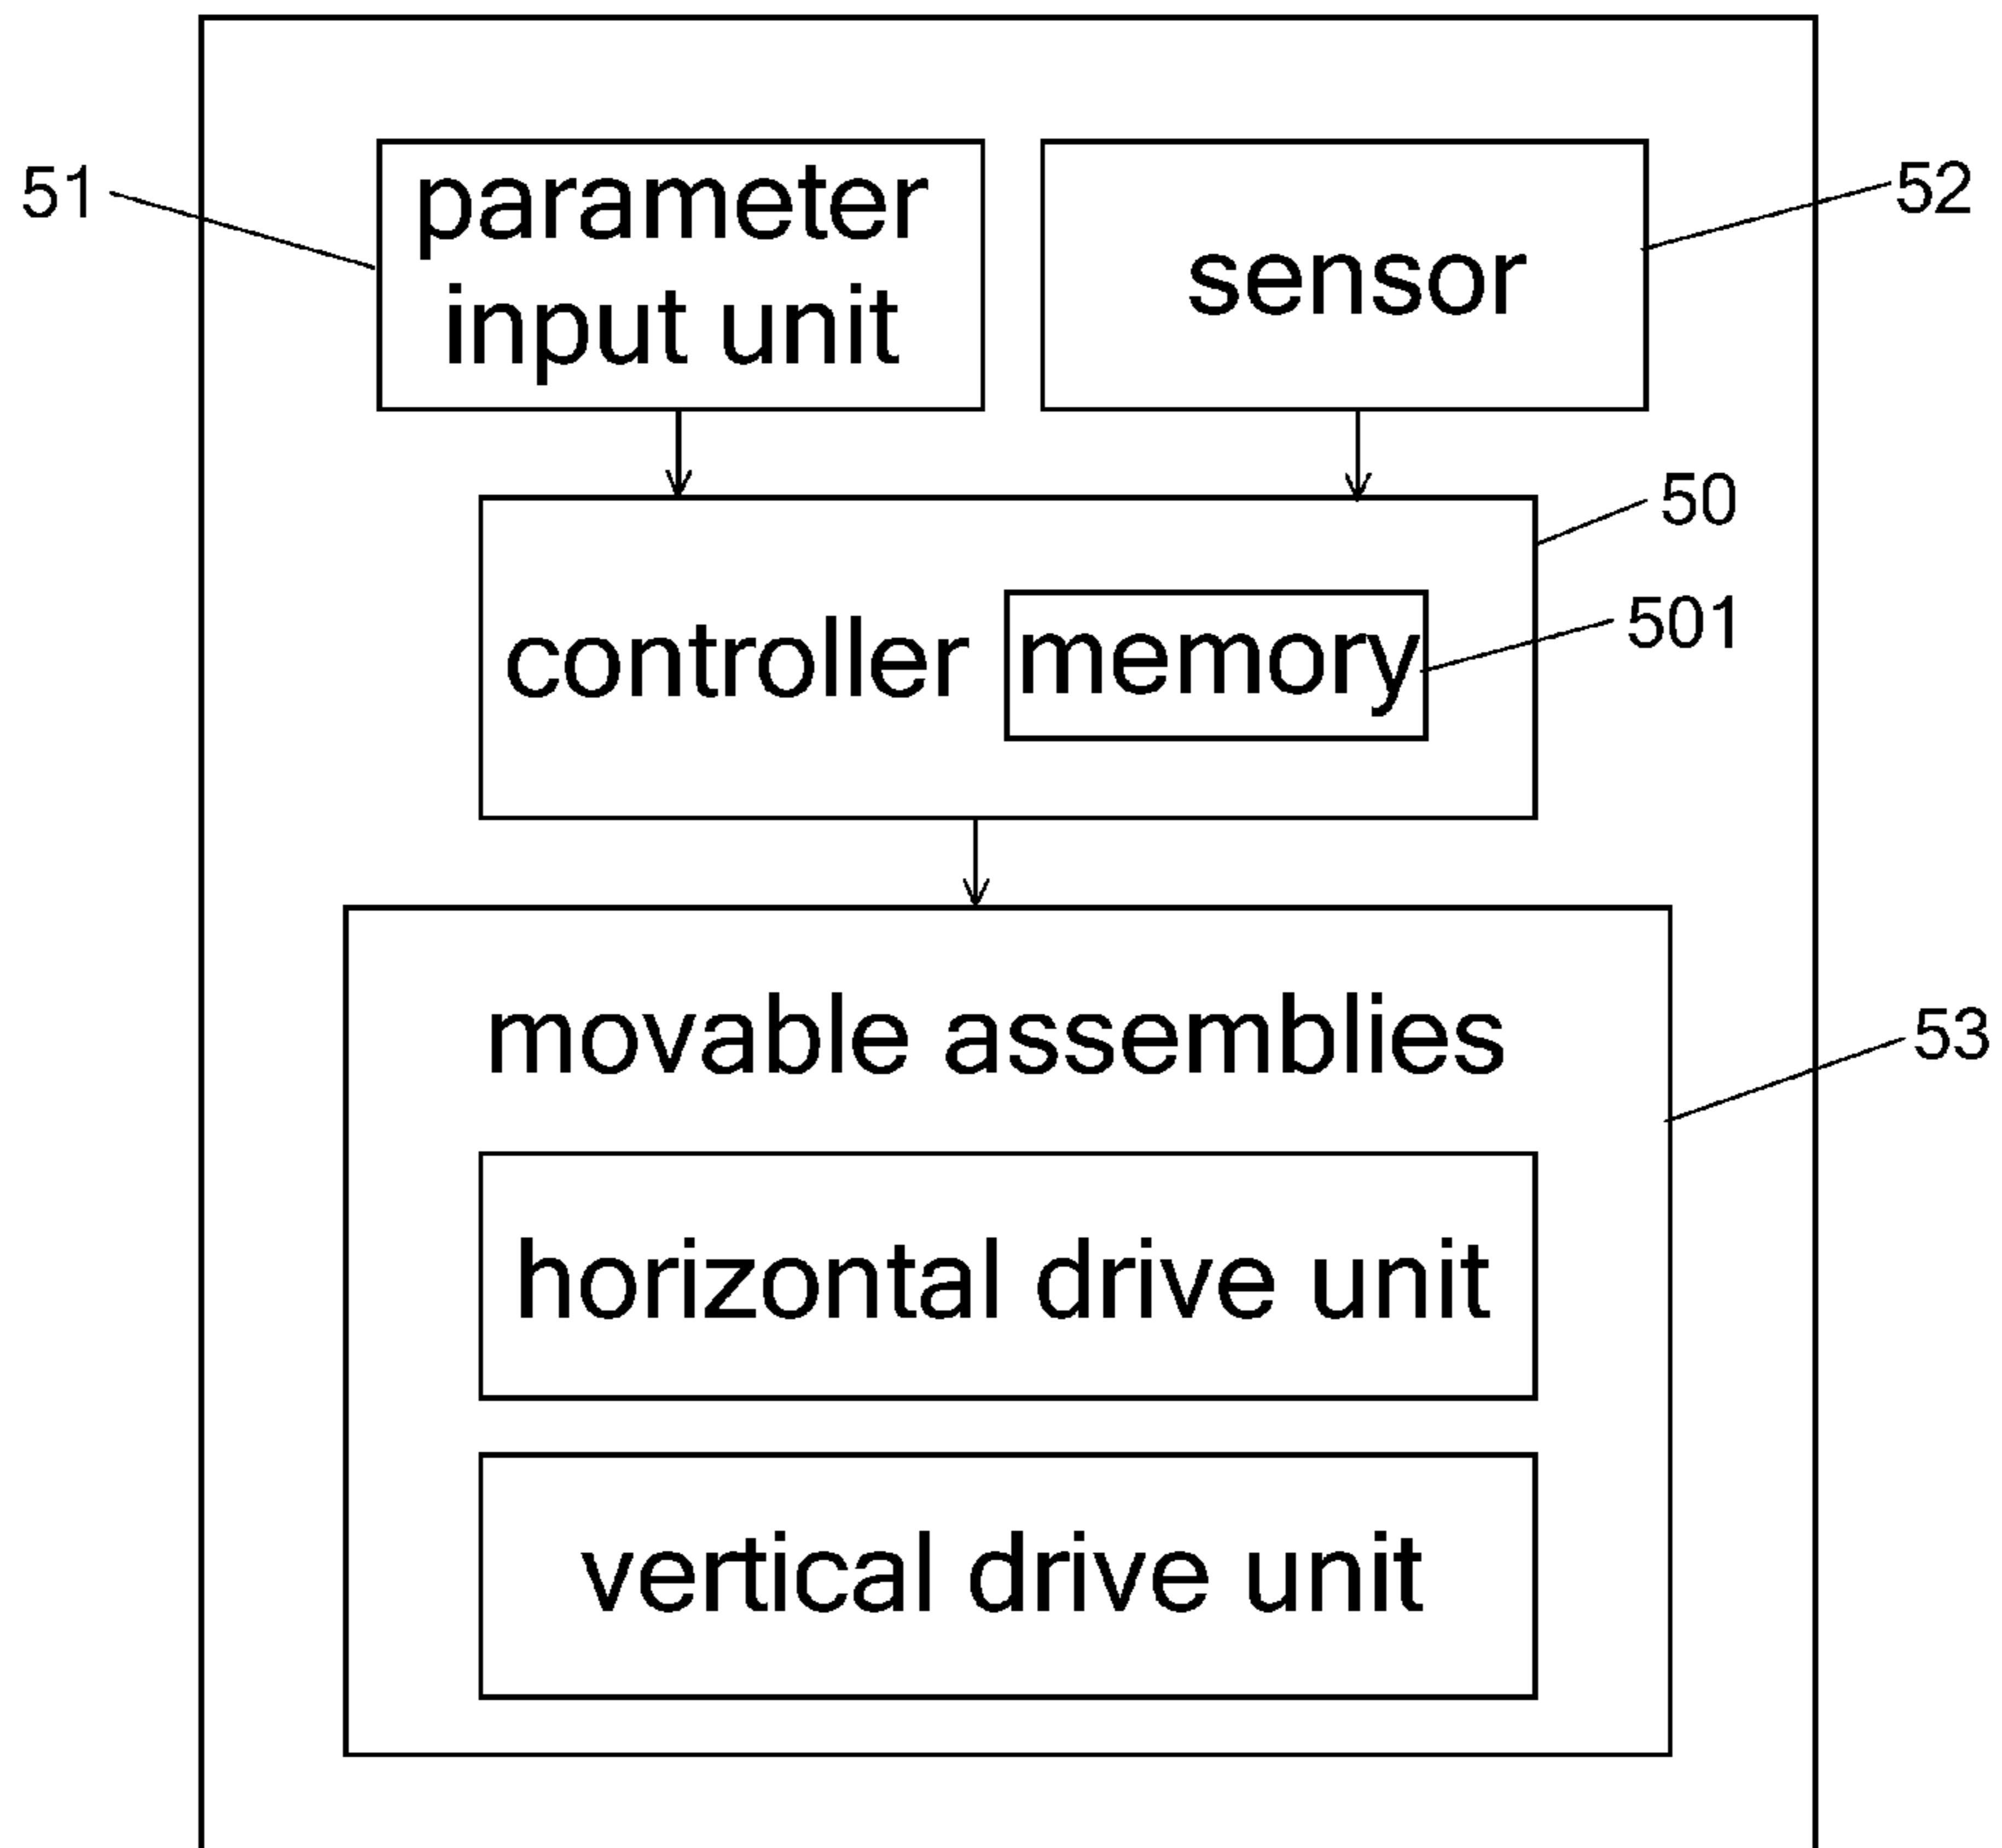 51
parameter
input unit
sensor
52
50
controller
memory
501
movable assemblies
53
horizontal drive unit
vertical drive unit